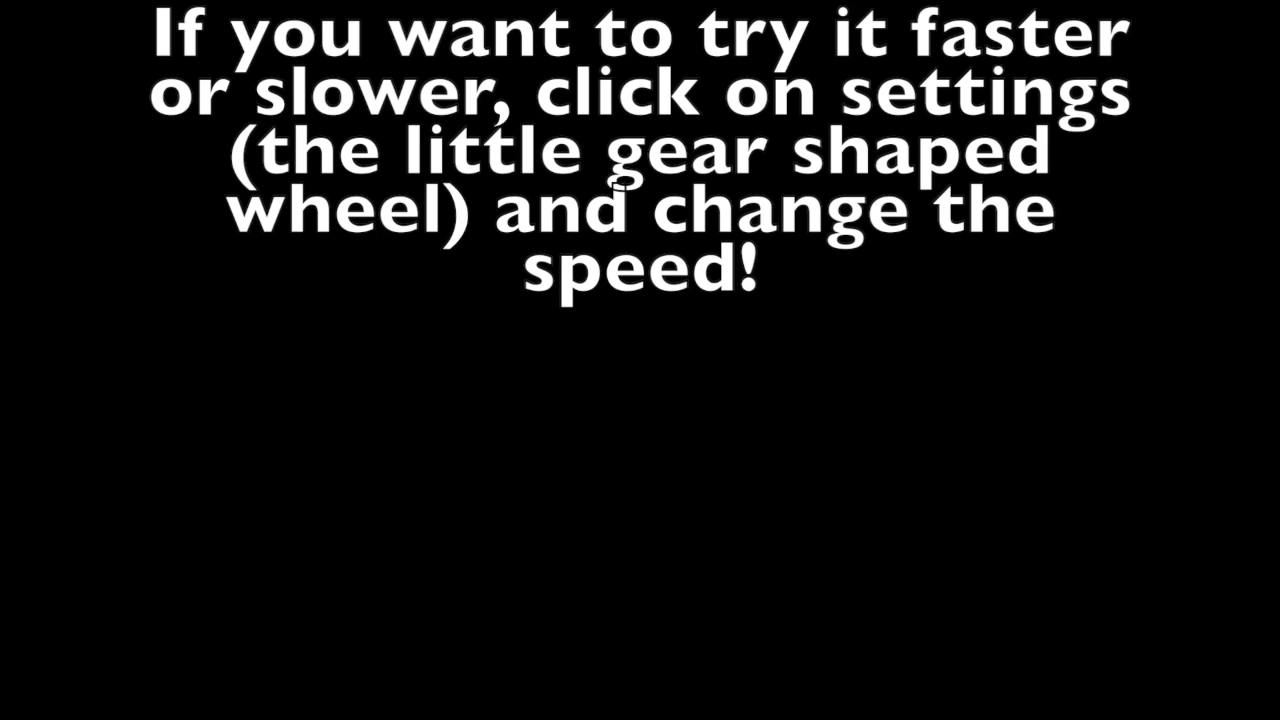 If you want to try it faster
or slower, click on settings
(the little gear shaped
wheel) and change the
speed!